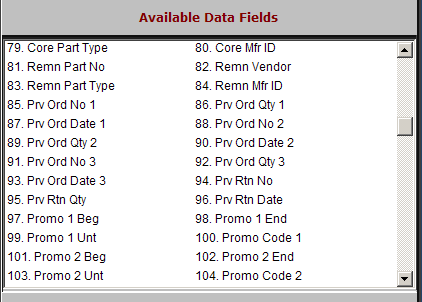 Available Data Fields
79. Core Part Type 80. Core Mfr ID
81. Remn Part No 82. Remn Vendor
83. Remn Part Type 84. Remn Mfr ID
85. Prv Ord No 1 86. Prv Ord Qty 1
87. Prv Ord Date 1 88. Prv Ord No 2
89. Prv Ord Qty 2 90. Prv Ord Date 2
91. Prv Ord No 3 92. Prv Ord Qty 3
93. Prv Ord Date 3 94. Prv Rtn No
95. Prv Rtn Qty 96. Prv Rtn Date
97. Promo 1 Beg 98. Promo 1 End
99. Promo 1 Unt 100. Promo Code 1
101. Promo 2 Beg 102. Promo 2 End
103. Promo 2 Unt 104. Promo Code 2